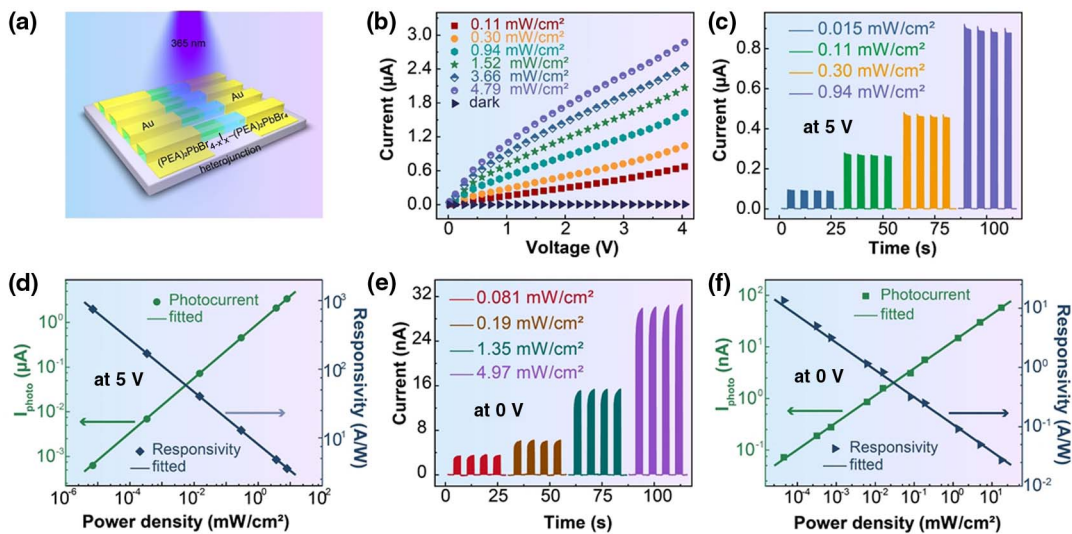 (a)
365 nm
Au
Au
(PEA)₂PbBr₄₋ₓIₓ–(PEA)₂PbBr₄
heterojunction
(b)
Current (μA)
3.0
2.4
1.8
1.2
0.6
0.0
0.11 mW/cm²
0.30 mW/cm²
0.94 mW/cm²
1.52 mW/cm²
3.66 mW/cm²
4.79 mW/cm²
dark
0 1 2 3 4
Voltage (V)
(c)
Current (μA)
0.8
0.6
0.4
0.2
0.0
0.015 mW/cm²
0.11 mW/cm²
0.30 mW/cm²
0.94 mW/cm²
at 5 V
0 25 50 75 100
Time (s)
(d)
I_photo (μA)
10⁰
10⁻¹
10⁻²
10⁻³
Photocurrent
fitted
at 5 V
Responsivity
fitted
10³
10²
10¹
Responsivity (A/W)
10⁻⁶ 10⁻⁴ 10⁻² 10⁰ 10²
Power density (mW/cm²)
(e)
Current (nA)
32
24
16
8
0
0.081 mW/cm²
0.19 mW/cm²
1.35 mW/cm²
4.97 mW/cm²
at 0 V
0 25 50 75 100
Time (s)
(f)
I_photo (nA)
10²
10¹
10⁰
10⁻¹
Photocurrent
fitted
at 0 V
Responsivity
fitted
10¹
10⁰
10⁻¹
10⁻²
Responsivity (A/W)
10⁻⁴ 10⁻³ 10⁻² 10⁻¹ 10⁰ 10¹
Power density (mW/cm²)